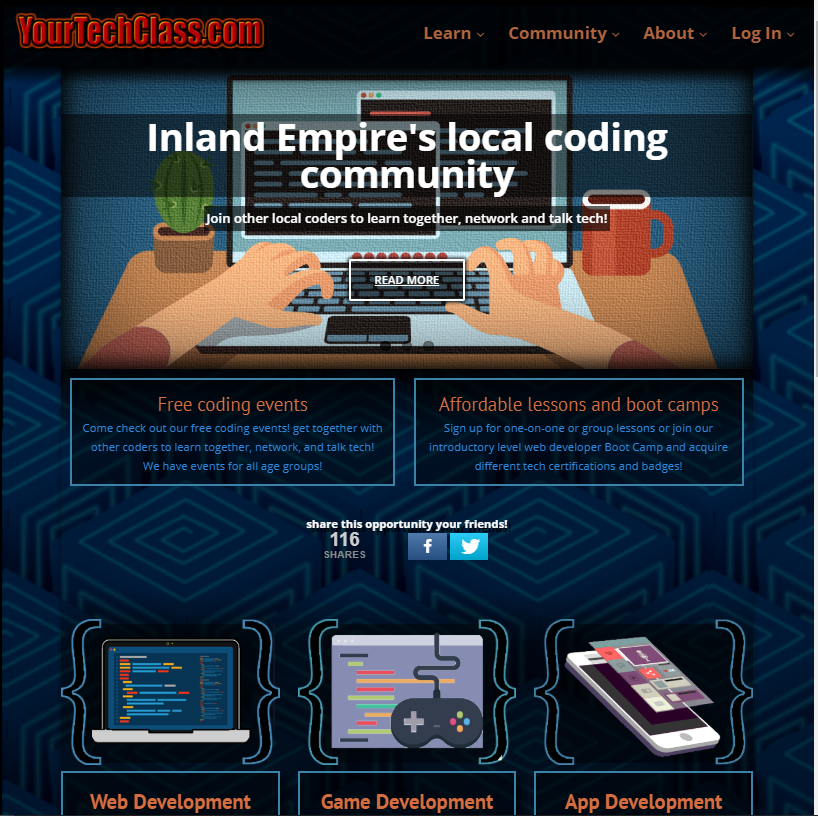 YourTechClass.com
Learn
Community
About
Log In
Inland Empire's local coding
community
Join other local coders to learn together, network and talk tech!
READ MORE
Free coding events
Come check out our free coding events! get together with
other coders to learn together, network, and talk tech!
We have events for all age groups!
Affordable lessons and boot camps
Sign up for one-on-one or group lessons or join our
introductory level web developer Boot Camp and acquire
different tech certifications and badges!
share this opportunity your friends!
116
SHARES
Web Development
Game Development
App Development